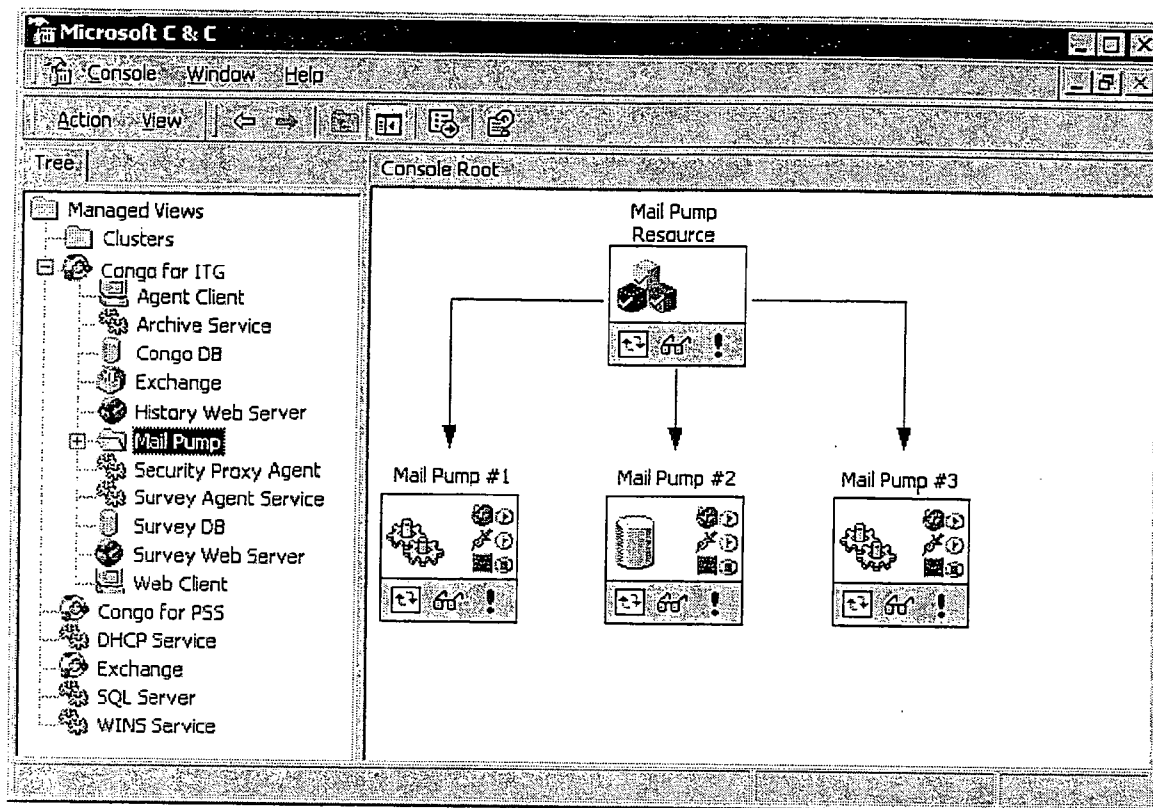 Microsoft C & C
Console Window Help
Action View
Tree
Console Root
Managed Views
Clusters
Congo for ITG
Agent Client
Archive Service
Congo DB
Exchange
History Web Server
Mail Pump
Security Proxy Agent
Survey Agent Service
Survey DB
Survey Web Server
Web Client
Congo for PSS
DHCP Service
Exchange
SQL Server
WINS Service
Mail Pump
Resource
Mail Pump #1
Mail Pump #2
Mail Pump #3